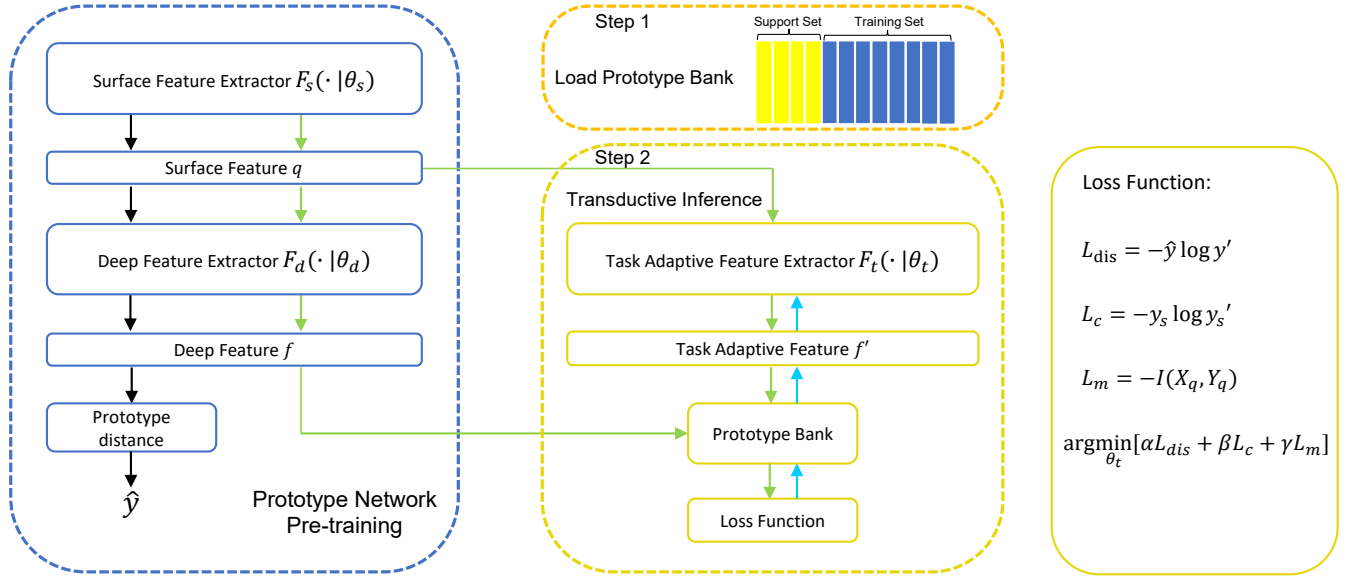 Surface Feature Extractor F_s(· |θ_s)
Surface Feature q
Deep Feature Extractor F_d(· |θ_d)
Deep Feature f
Prototype
distance
ŷ
Prototype Network
Pre-training
Step 1
Support Set
Training Set
Load Prototype Bank
Step 2
Transductive Inference
Task Adaptive Feature Extractor F_t(· |θ_t)
Task Adaptive Feature f′
Prototype Bank
Loss Function
Loss Function:
L_dis = −ŷ log y′
L_c = −y_s log y_s′
L_m = −I(X_q, Y_q)
argmin[αL_dis + βL_c + γL_m]
θ_t